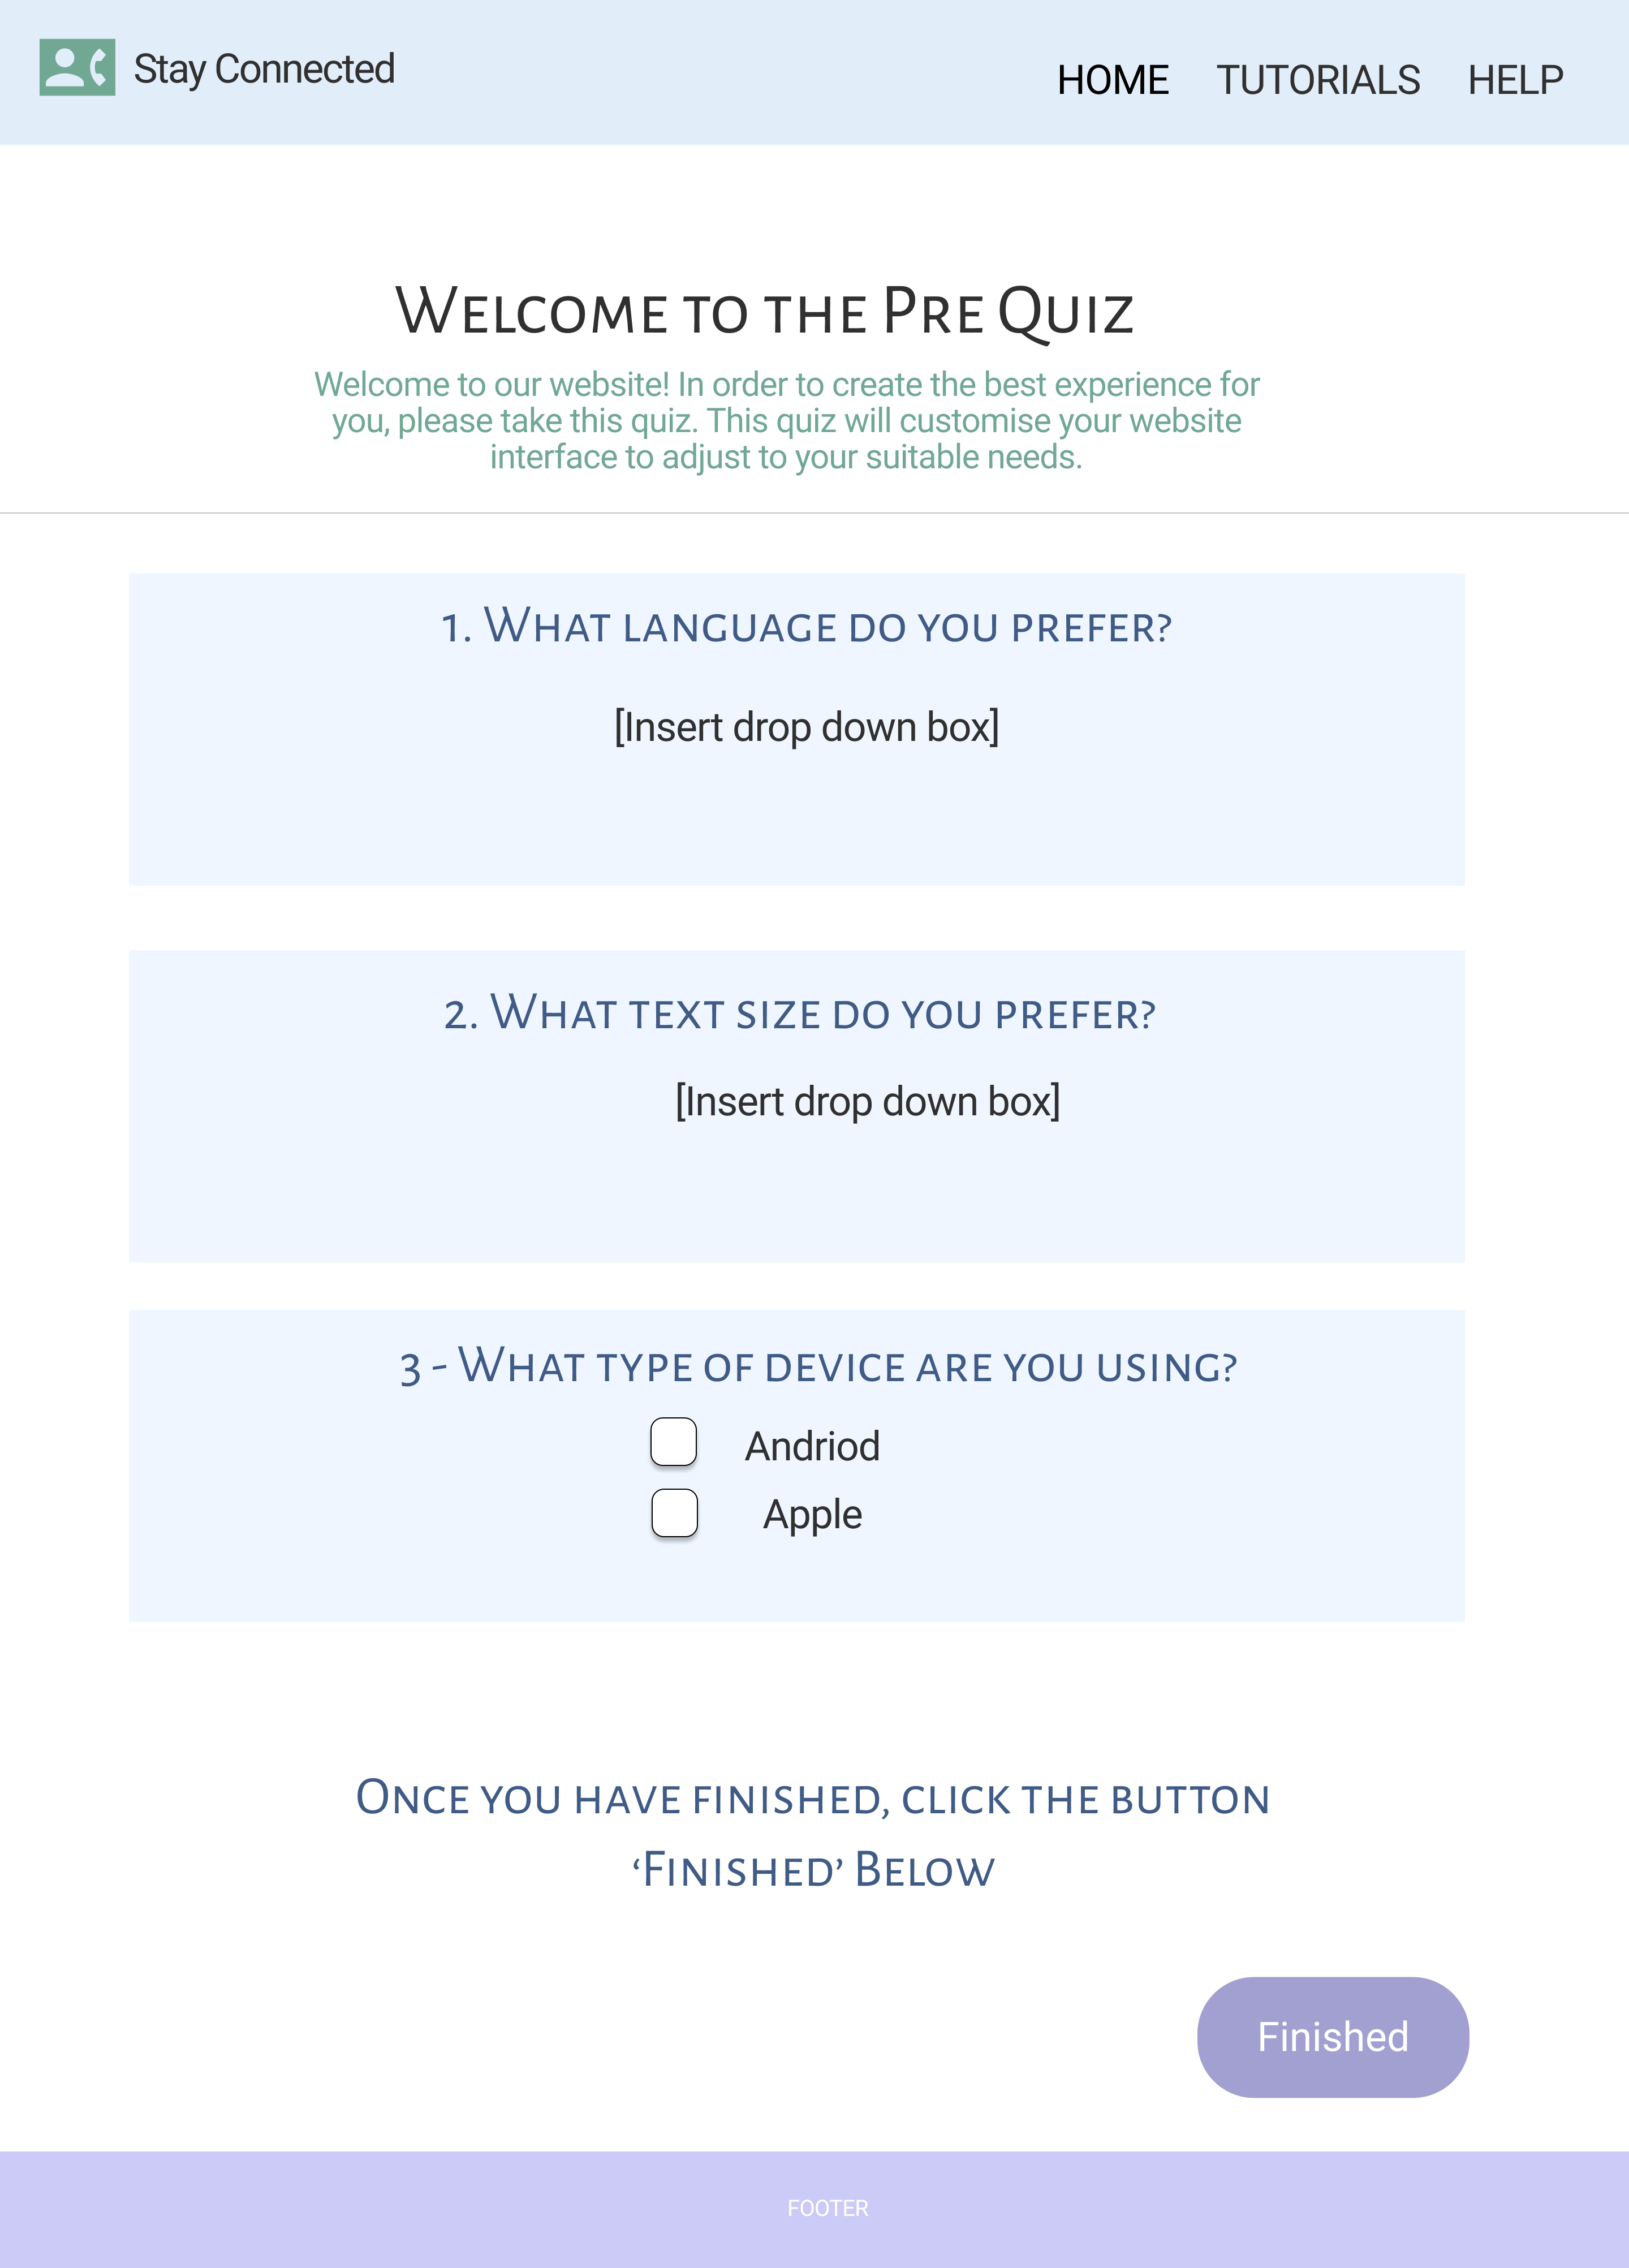 Stay Connected
HOME TUTORIALS HELP
Welcome to the Pre Quiz
Welcome to our website! In order to create the best experience for
you, please take this quiz. This quiz will customise your website
interface to adjust to your suitable needs.
1. What language do you prefer?
[Insert drop down box]
2. What text size do you prefer?
[Insert drop down box]
3 - What type of device are you using?
Andriod
Apple
Once you have finished, click the button
‘Finished’ Below
Finished
FOOTER